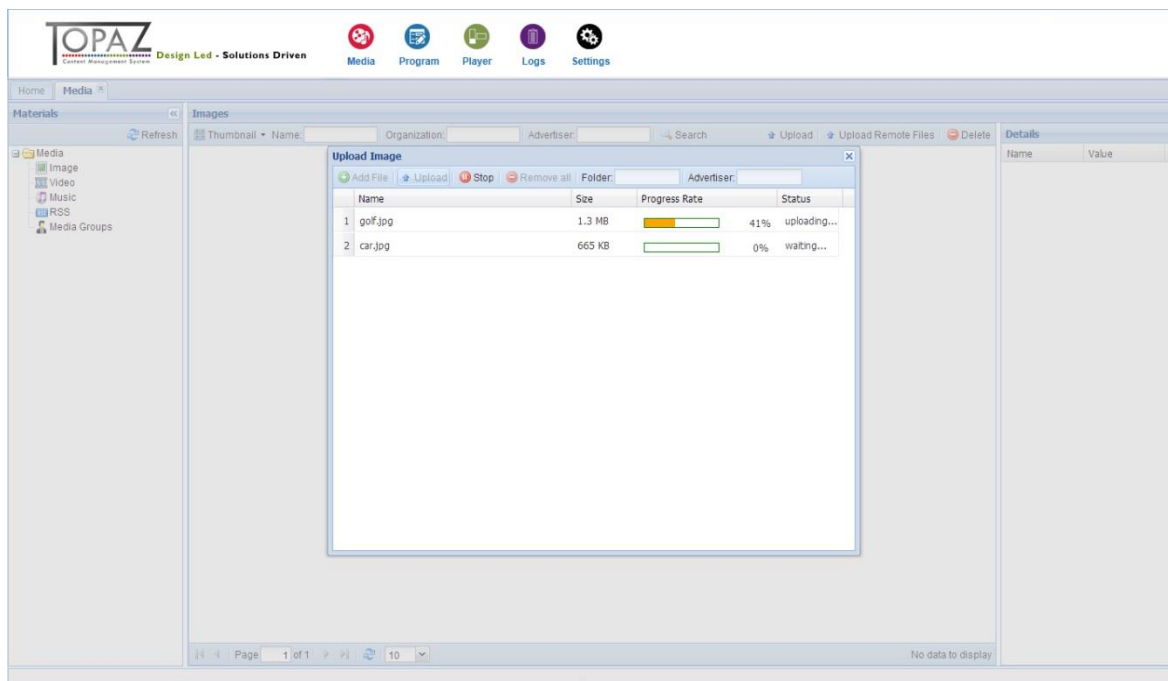 TOPAZ
Content Management System
Design Led - Solutions Driven
Media Program Player Logs Settings
Home Media
Materials Images
Refresh Thumbnail Name: Organization: Advertiser: Search Upload Upload Remote Files Delete Details
Name Value
Media
Image
Video
Music
RSS
Media Groups
Upload Image
Add File Upload Stop Remove all Folder: Advertiser:
Name Size Progress Rate Status
1 golf.jpg 1.3 MB 41% uploading...
2 car.jpg 665 KB 0% waiting...
Page 1 of 1 10 No data to display